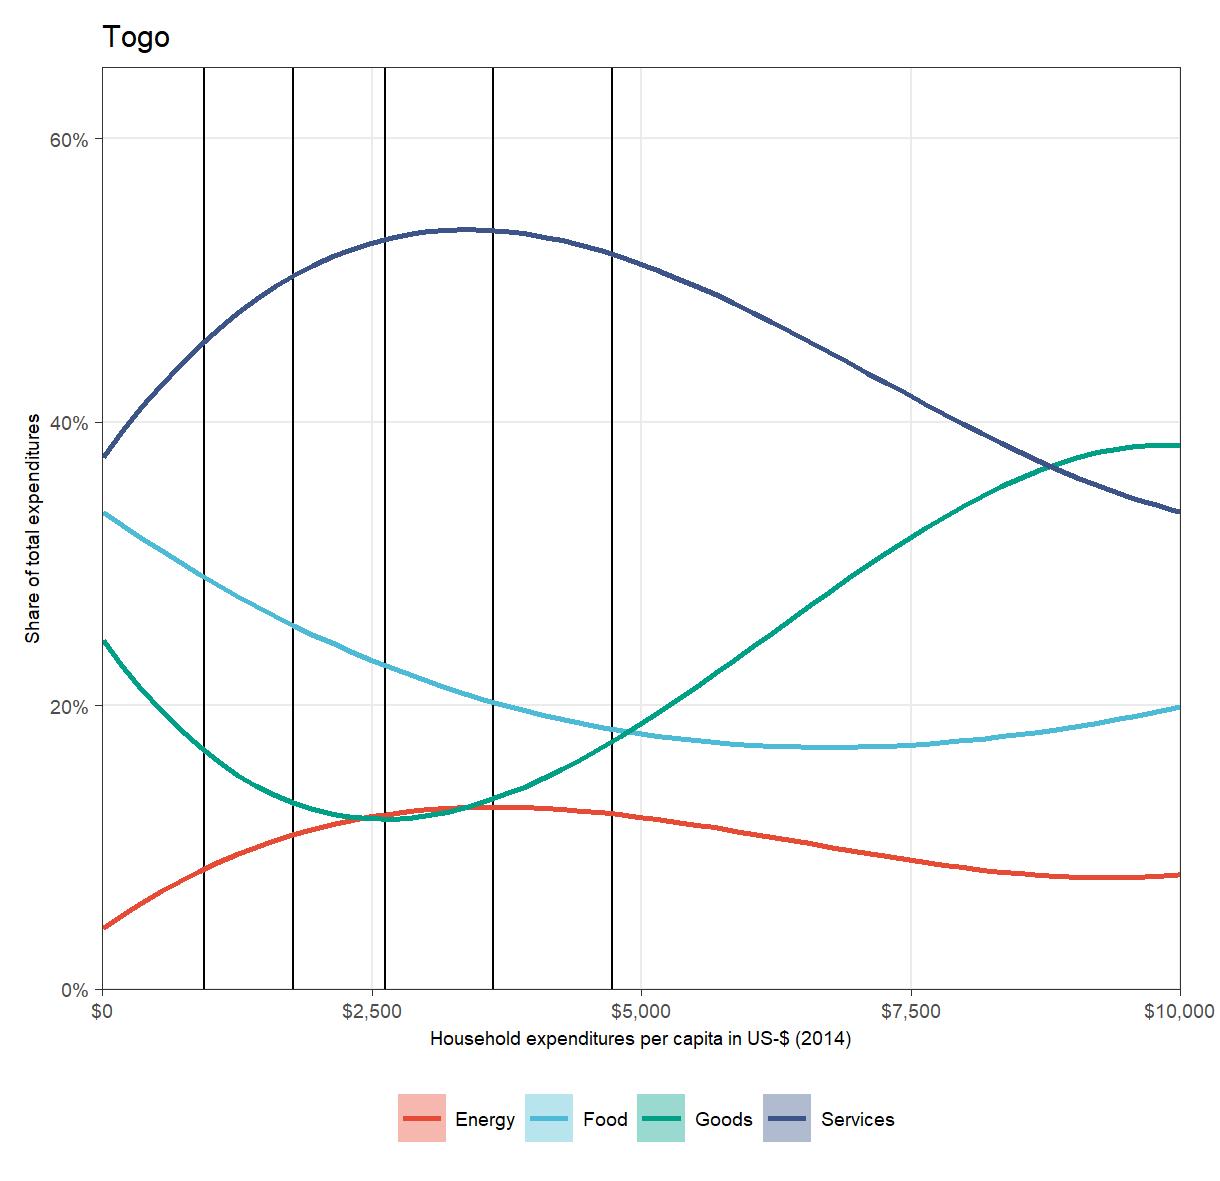 Togo
60%
40%
20%
0%
Share of total expenditures
$0 $2,500 $5,000 $7,500 $10,000
Household expenditures per capita in US-$ (2014)
Energy Food Goods Services